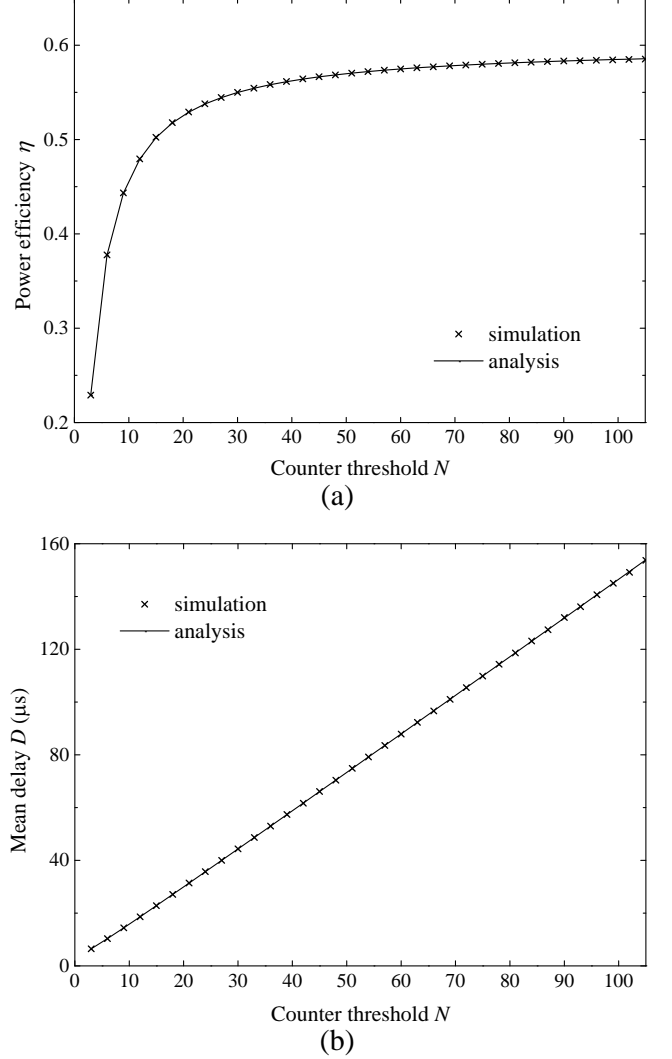 0.6
0.5
0.4
0.3
0.2
Power efficiency η
× simulation
analysis
0 10 20 30 40 50 60 70 80 90 100
Counter threshold N
(a)
160
120
80
40
0
Mean delay D (μs)
× simulation
analysis
0 10 20 30 40 50 60 70 80 90 100
Counter threshold N
(b)